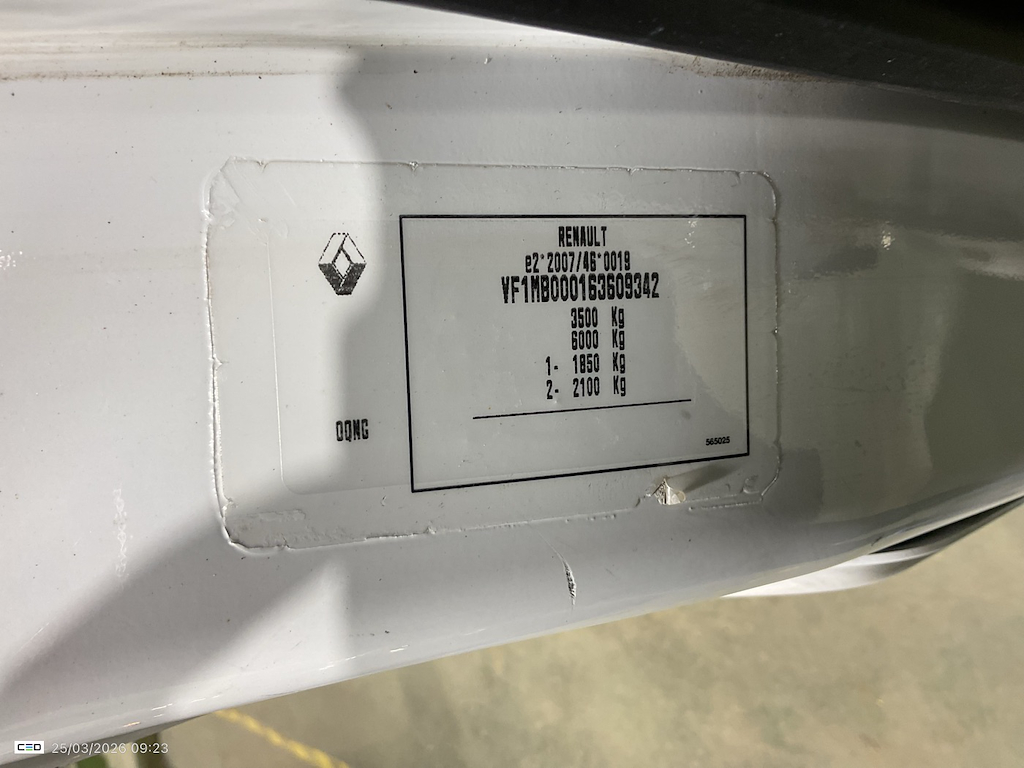 RENAULT
e2*2007/46*0019
VF1MB000163609342
3500 Kg
6000 Kg
1- 1850 Kg
2- 2100 Kg
OQNG
565025
CEO 25/03/2026 09:23